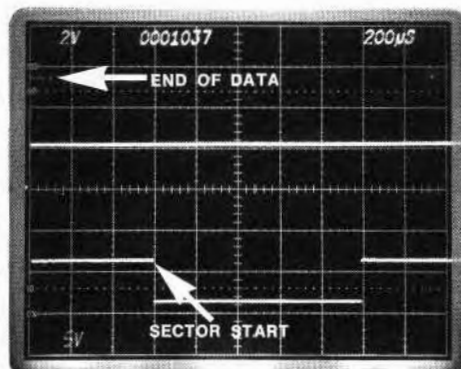 2V 0001037 200µS
END OF DATA
SECTOR START
5V